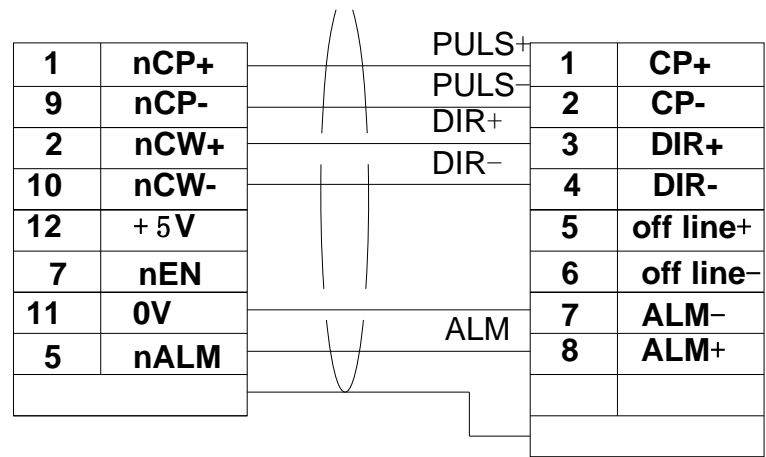 PULS+
1 nCP+ 1 CP+
PULS-
9 nCP- 2 CP-
DIR+
2 nCW+ 3 DIR+
DIR-
10 nCW- 4 DIR-
12 +5V 5 off line+
7 nEN 6 off line-
11 0V 7 ALM-
ALM
5 nALM 8 ALM+